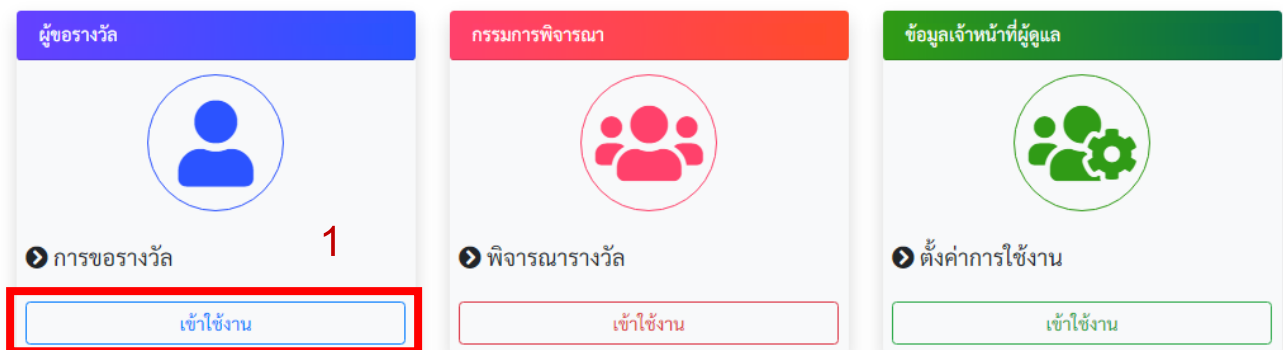 ผู้ขอรางวัล
กรรมการพิจารณา
ข้อมูลเจ้าหน้าที่ผู้ดูแล
การขอรางวัล
1
พิจารณารางวัล
ตั้งค่าการใช้งาน
เข้าใช้งาน
เข้าใช้งาน
เข้าใช้งาน